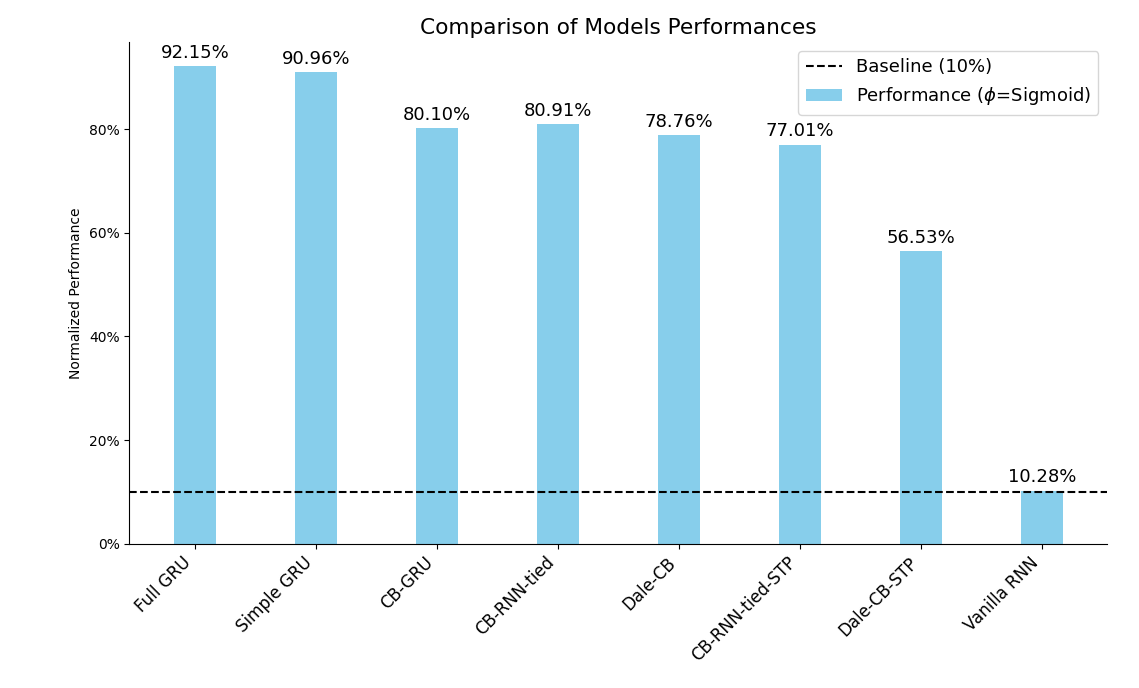 Comparison of Models Performances
92.15%
90.96%
80.10%
80.91%
78.76%
77.01%
56.53%
10.28%
Baseline (10%)
Performance (ϕ=Sigmoid)
Normalized Performance
80%
60%
40%
20%
0%
Full GRU
Simple GRU
CB-GRU
CB-RNN-tied
Dale-CB
CB-RNN-tied-STP
Dale-CB-STP
Vanilla RNN